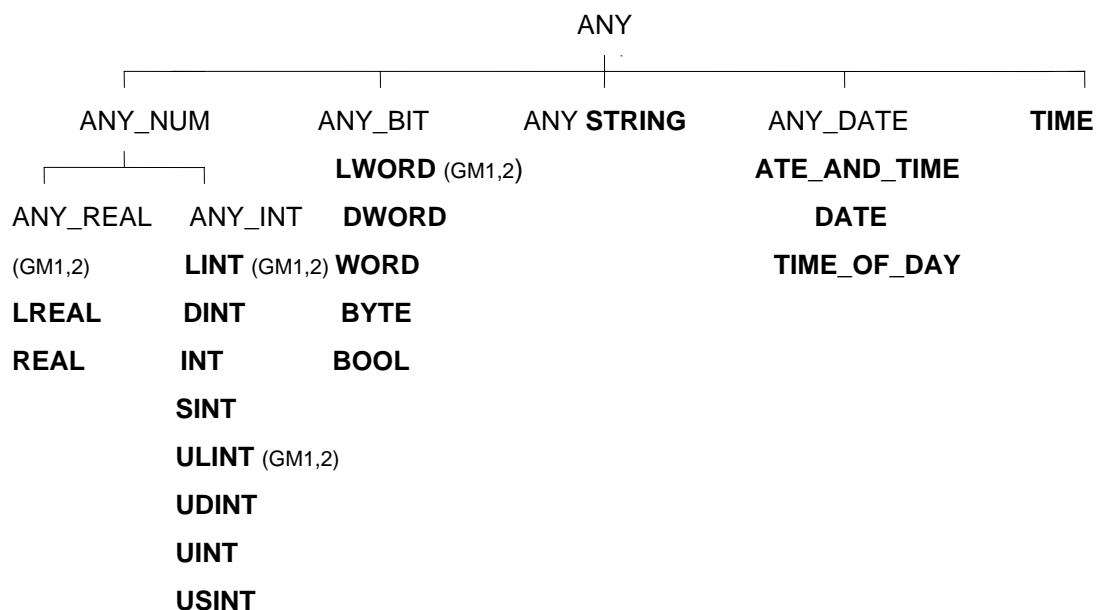 ANY
ANY_NUM ANY_BIT ANY STRING ANY_DATE TIME
LWORD (GM1,2) ATE_AND_TIME
ANY_REAL ANY_INT DWORD DATE
(GM1,2) LINT (GM1,2) WORD TIME_OF_DAY
LREAL DINT BYTE
REAL INT BOOL
SINT
ULINT (GM1,2)
UDINT
UINT
USINT